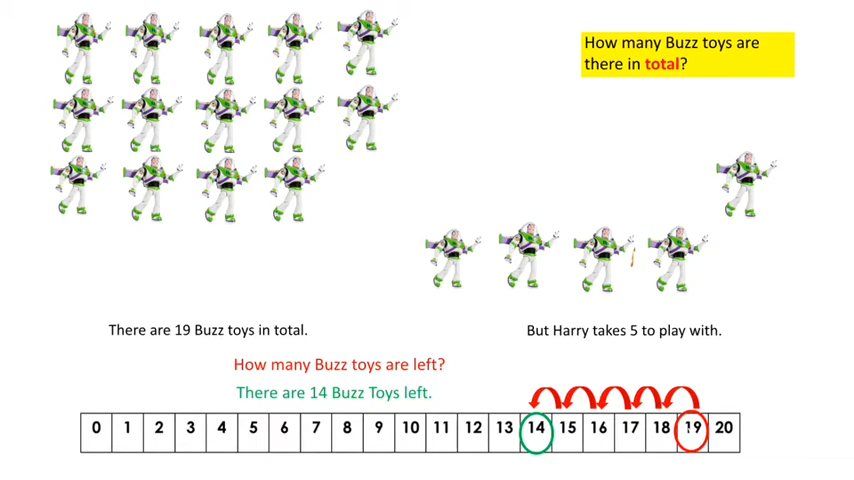 How many Buzz toys are
there in total?
There are 19 Buzz toys in total.
But Harry takes 5 to play with.
How many Buzz toys are left?
There are 14 Buzz Toys left.
0 1 2 3 4 5 6 7 8 9 10 11 12 13 14 15 16 17 18 19 20